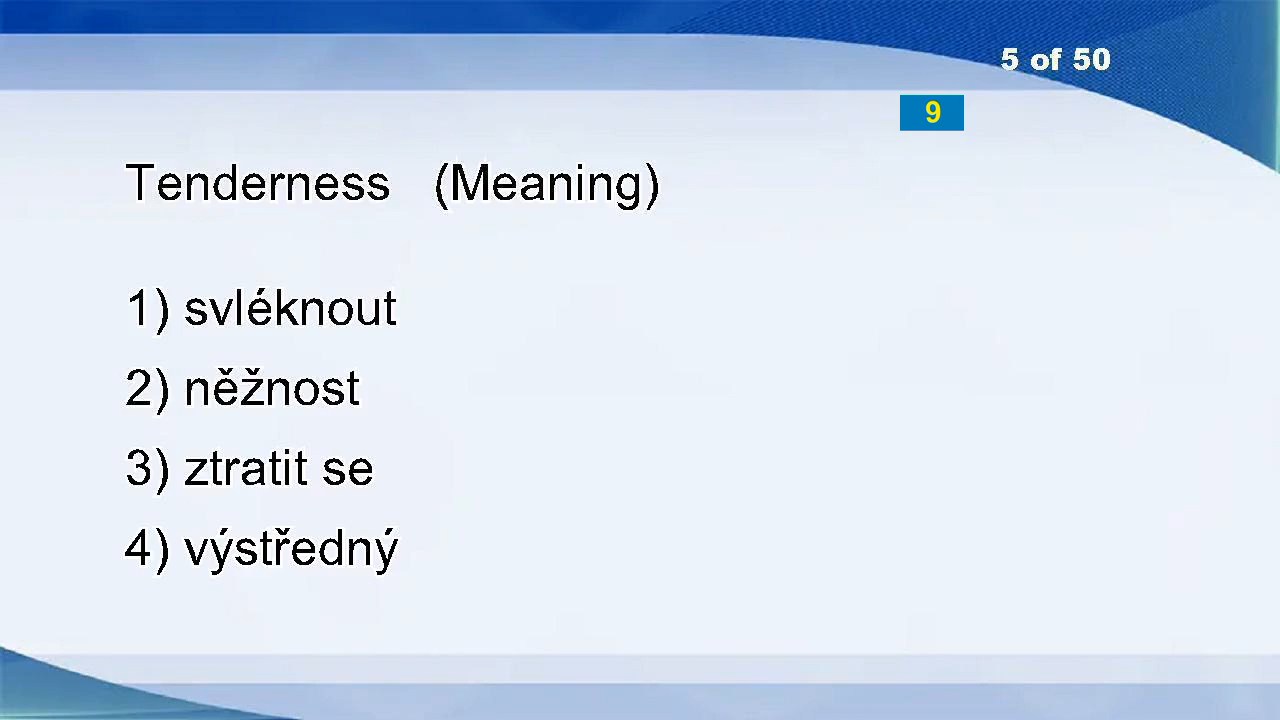 5 of 50
9
Tenderness (Meaning)
1) svléknout
2) něžnost
3) ztratit se
4) výstředný